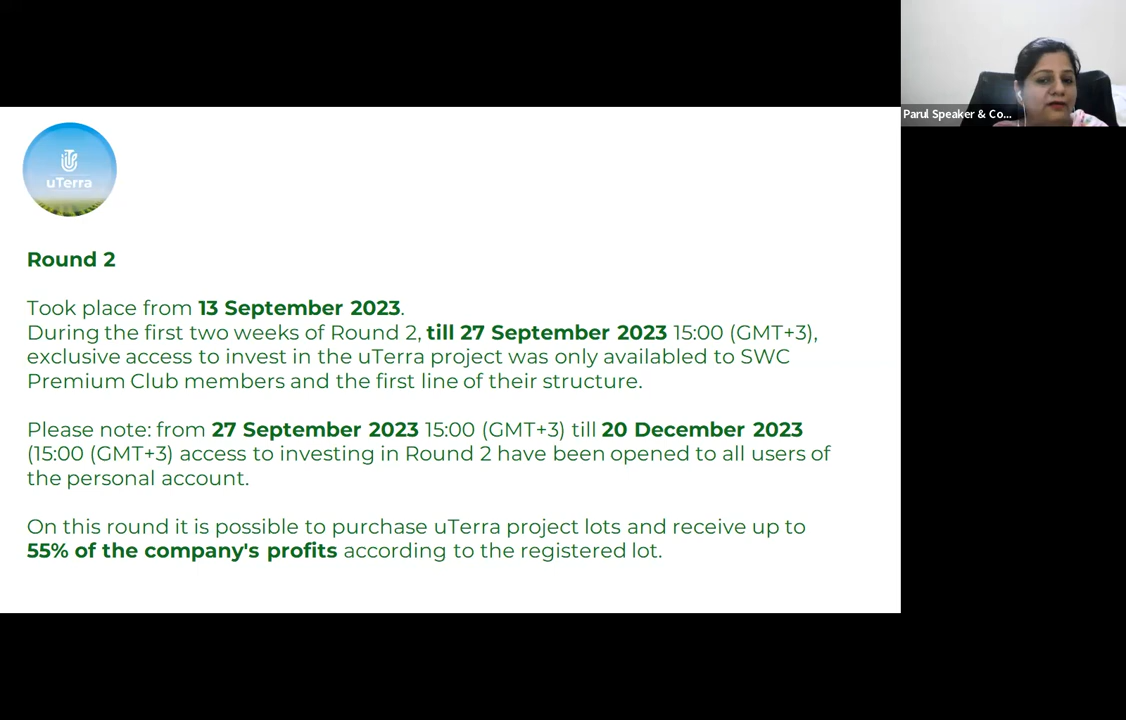 Parul Speaker & Co...
uTerra
Round 2
Took place from 13 September 2023.
During the first two weeks of Round 2, till 27 September 2023 15:00 (GMT+3),
exclusive access to invest in the uTerra project was only availabled to SWC
Premium Club members and the first line of their structure.
Please note: from 27 September 2023 15:00 (GMT+3) till 20 December 2023
(15:00 (GMT+3) access to investing in Round 2 have been opened to all users of
the personal account.
On this round it is possible to purchase uTerra project lots and receive up to
55% of the company's profits according to the registered lot.